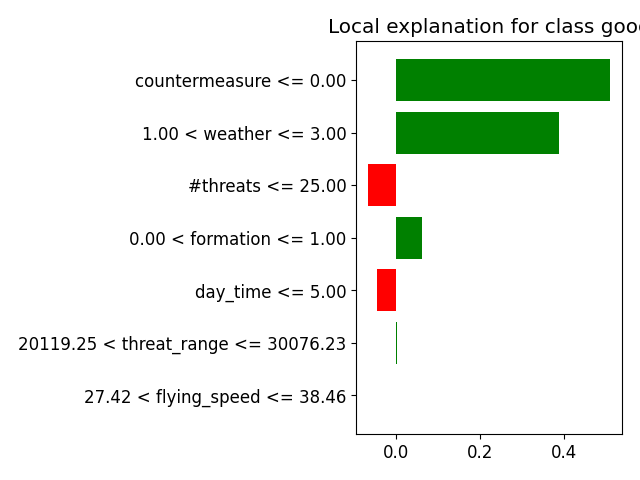 Local explanation for class good
countermeasure <= 0.00
1.00 < weather <= 3.00
#threats <= 25.00
0.00 < formation <= 1.00
day_time <= 5.00
20119.25 < threat_range <= 30076.23
27.42 < flying_speed <= 38.46
0.0 0.2 0.4